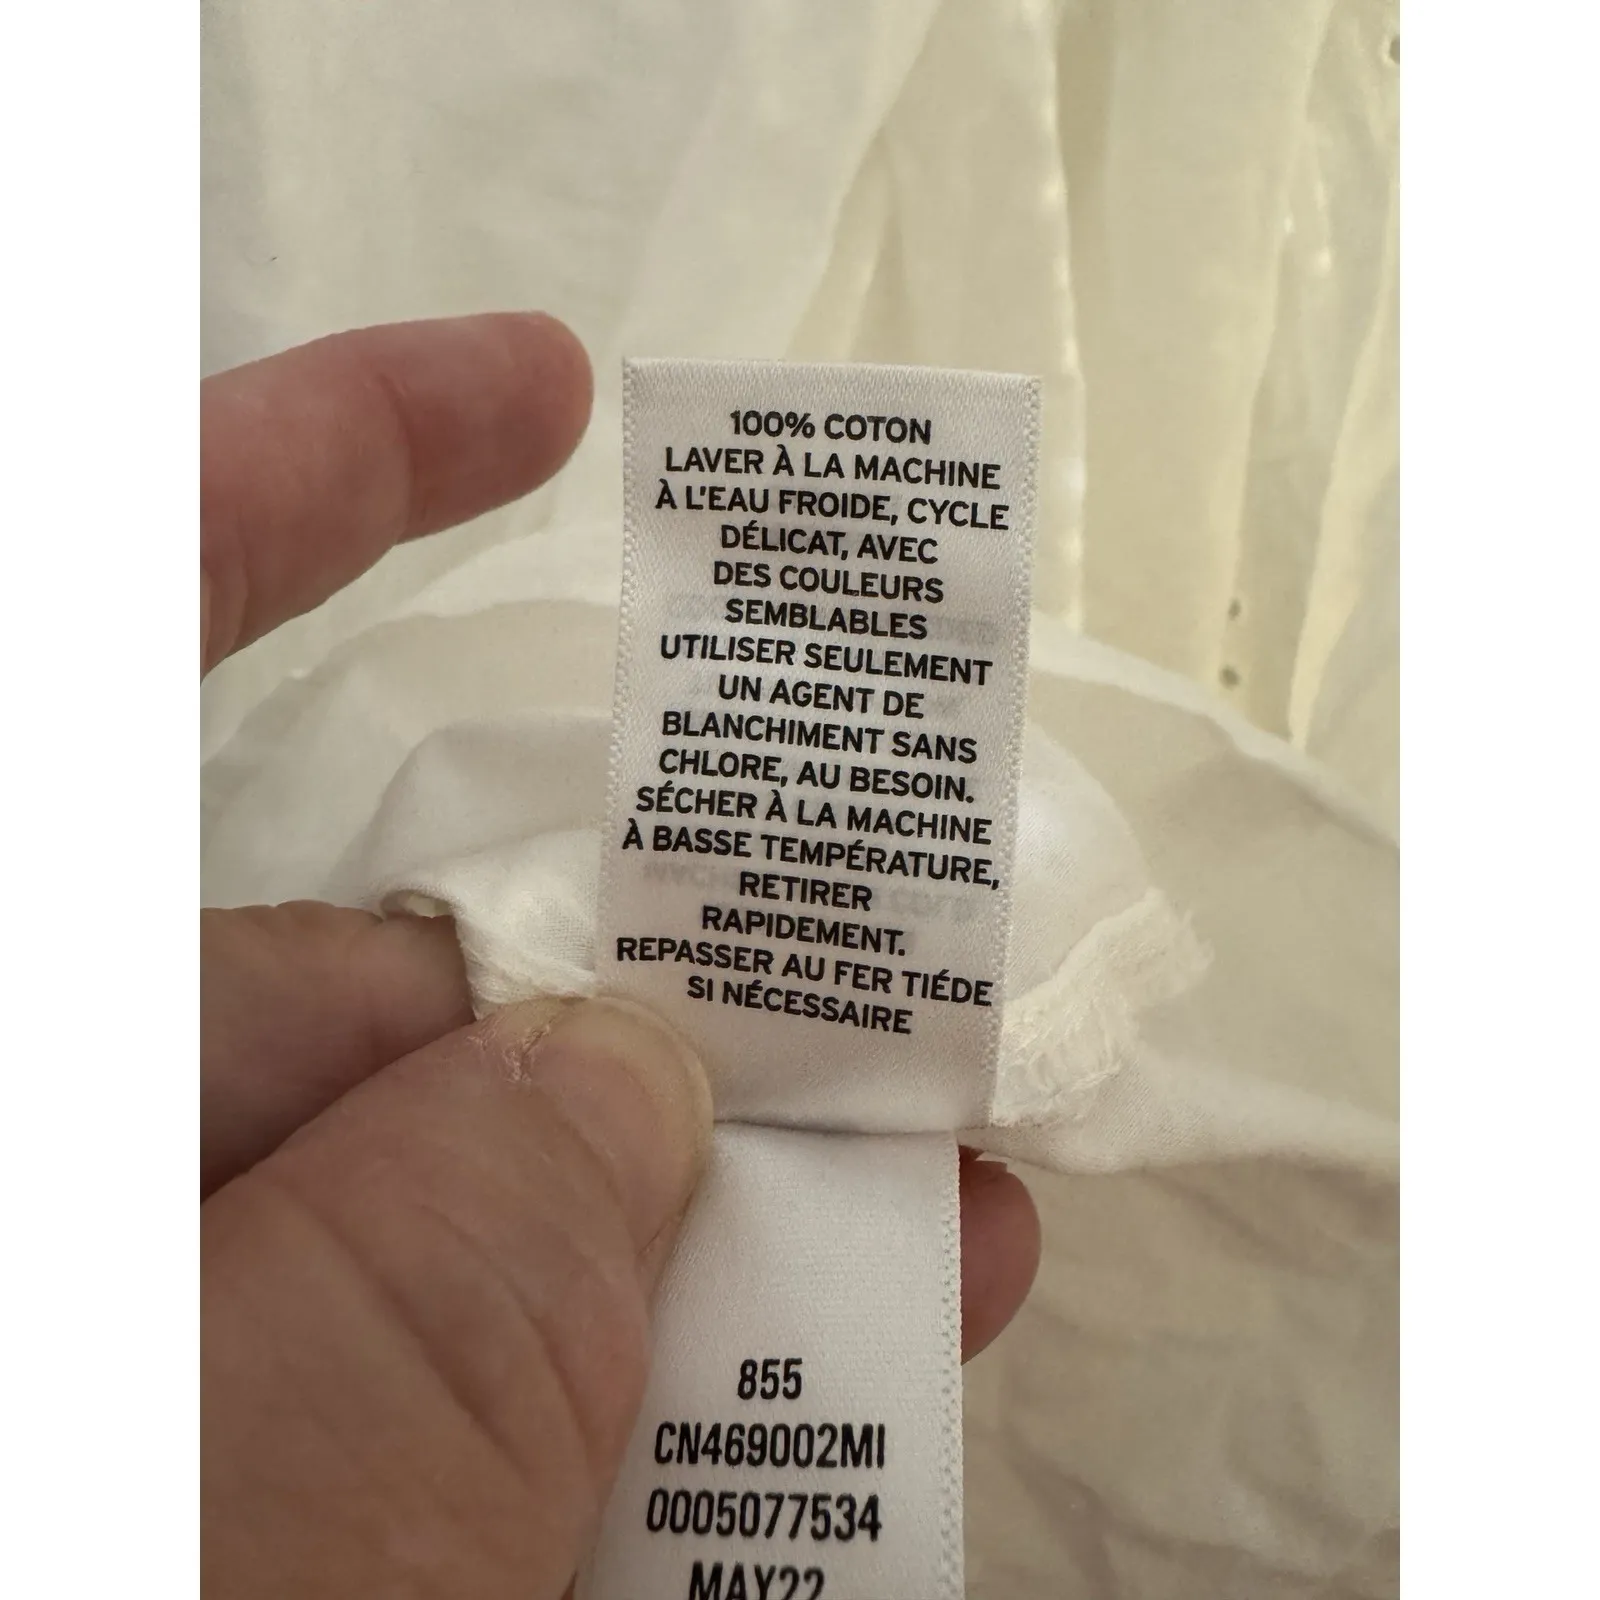 100% COTON
LAVER À LA MACHINE
À L'EAU FROIDE, CYCLE
DÉLICAT, AVEC
DES COULEURS
SEMBLABLES
UTILISER SEULEMENT
UN AGENT DE
BLANCHIMENT SANS
CHLORE, AU BESOIN.
SÉCHER À LA MACHINE
À BASSE TEMPÉRATURE,
RETIRER
RAPIDEMENT.
REPASSER AU FER TIÉDE
SI NÉCESSAIRE
855
CN469002MI
0005077534
MAY22